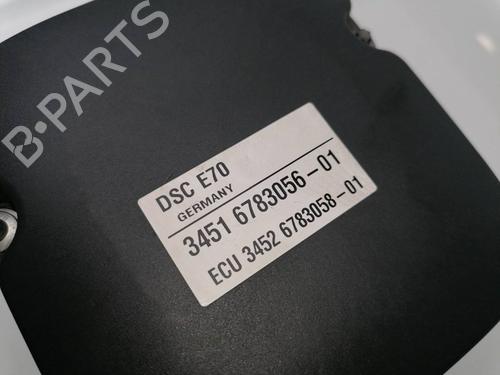 B-PARTS
DSC E70
GERMANY
3451 6783056-01
ECU 3452 6783058-01